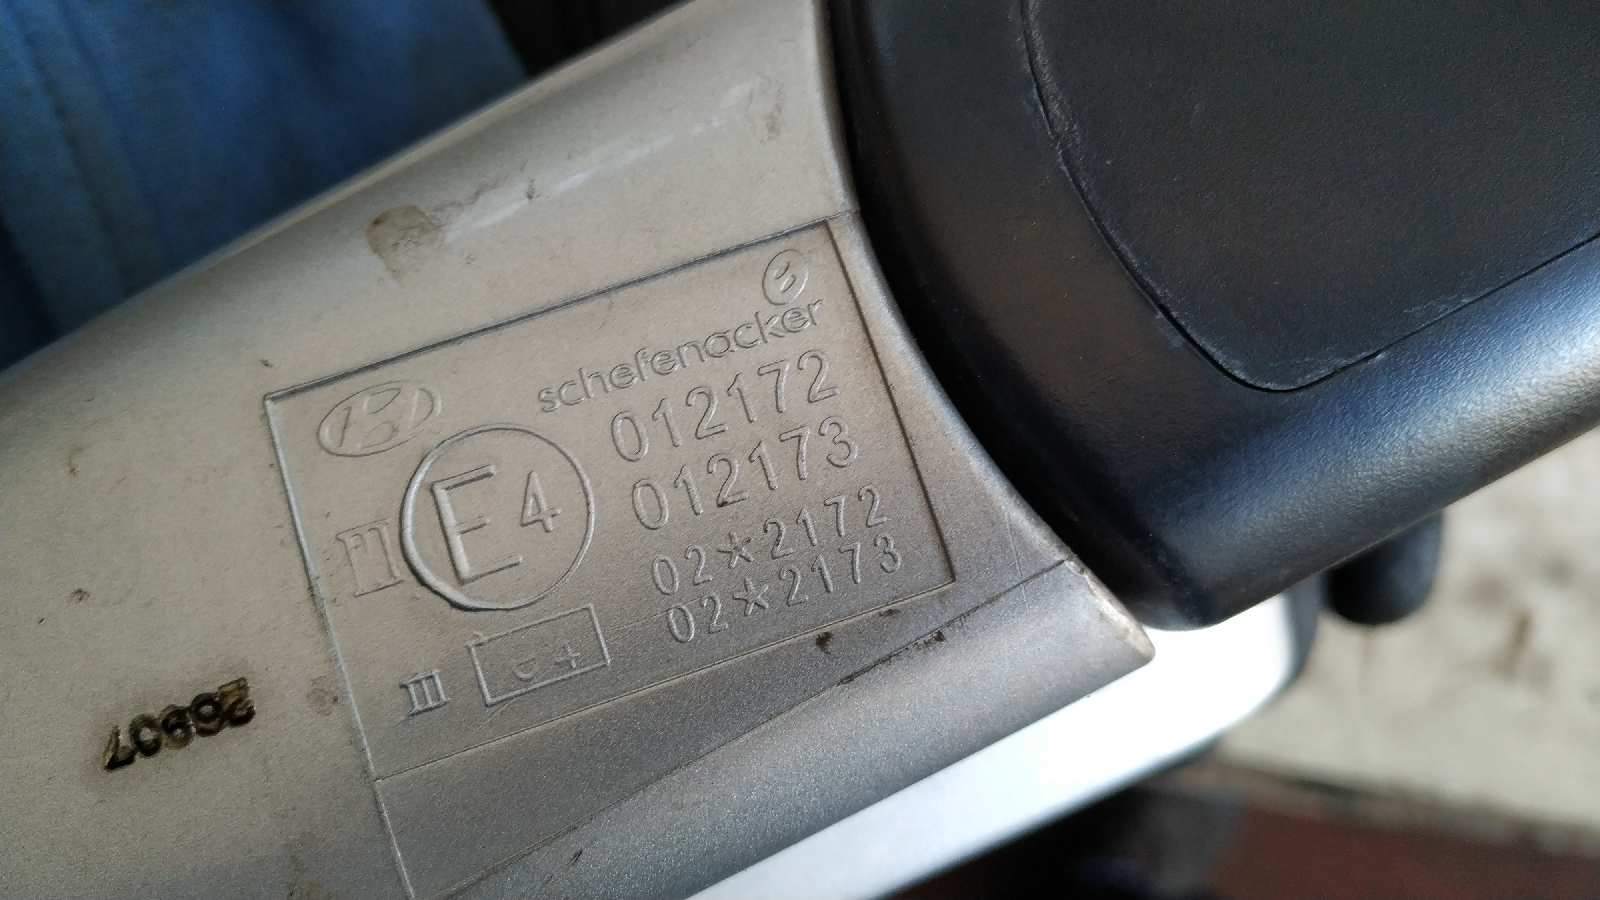 schefenacker
012172
012173
E4
02*2172
02*2173
III